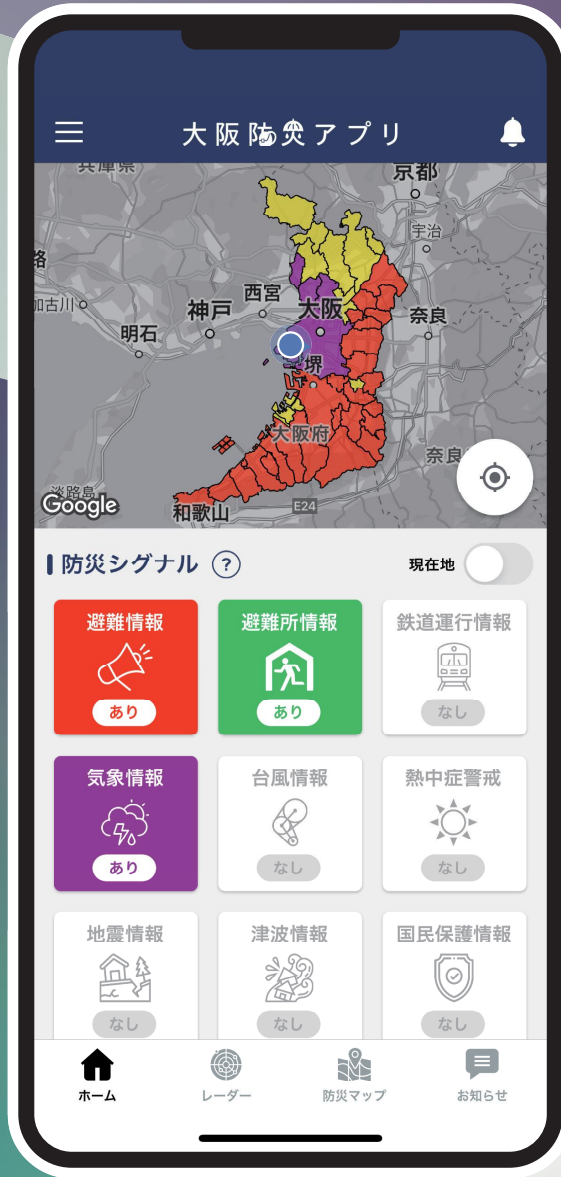 大阪防災アプリ
兵庫県
京都
宇治
路
加古川
西宮
神戸
大阪
奈良
明石
堺
大阪府
奈良
淡路島
Google
和歌山
E24
防災シグナル ?
現在地
避難情報
あり
避難所情報
あり
鉄道運行情報
なし
気象情報
あり
台風情報
なし
熱中症警戒
なし
地震情報
なし
津波情報
なし
国民保護情報
なし
ホーム
レーダー
防災マップ
お知らせ